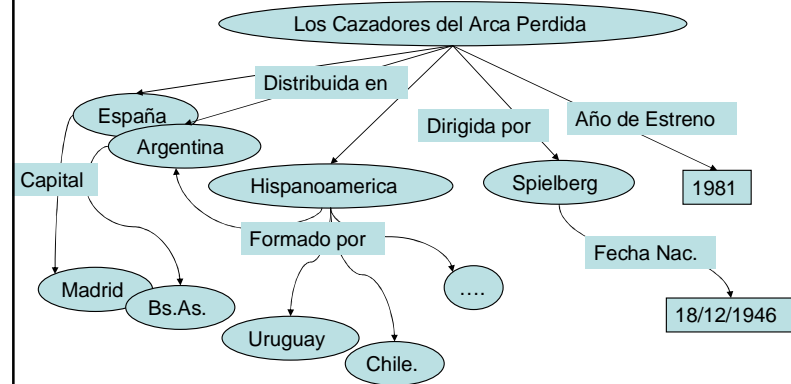 Los Cazadores del Arca Perdida
Distribuida en
España
Argentina
Dirigida por
Año de Estreno
Capital
Hispanoamerica
Spielberg
1981
Formado por
Fecha Nac.
Madrid
Bs.As.
....
Uruguay
Chile.
18/12/1946